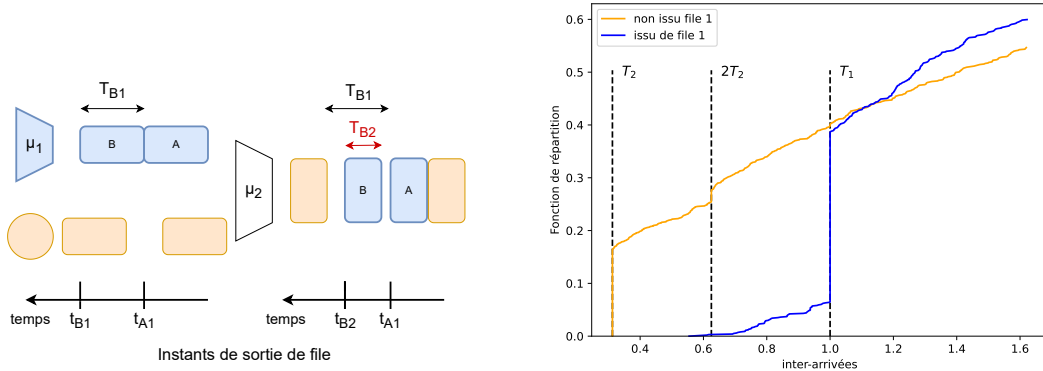 T_B1
μ_1
B
A
temps
t_B1
t_A1
T_B1
T_B2
μ_2
B
A
temps
t_B2
t_A1
Instants de sortie de file
non issu file 1
issu de file 1
T_2
2T_2
T_1
Fonction de répartition
0.6
0.5
0.4
0.3
0.2
0.1
0.0
0.4 0.6 0.8 1.0 1.2 1.4 1.6
inter-arrivées